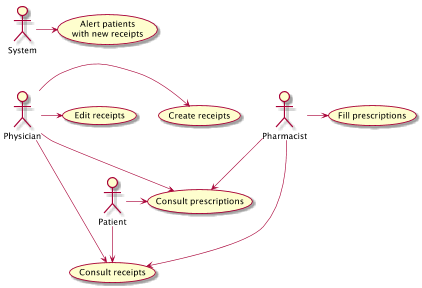 Alert patients
with new receipts
System
Edit receipts
Create receipts
Fill prescriptions
Physician
Pharmacist
Consult prescriptions
Patient
Consult receipts